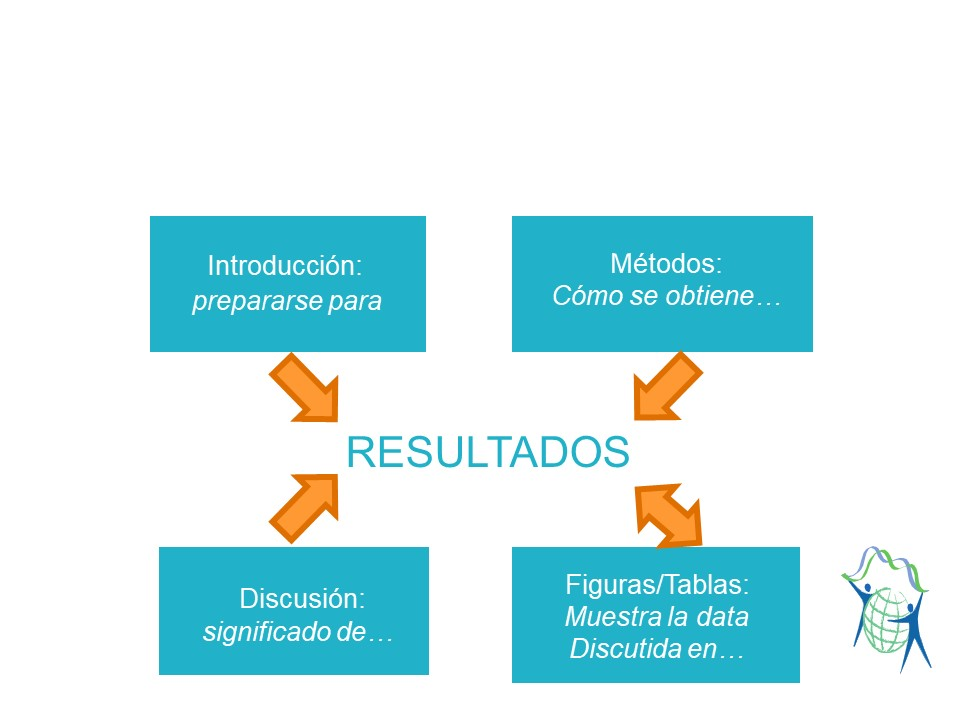 Introducción:
prepararse para
Métodos:
Cómo se obtiene…
RESULTADOS
Discusión:
significado de…
Figuras/Tablas:
Muestra la data
Discutida en…